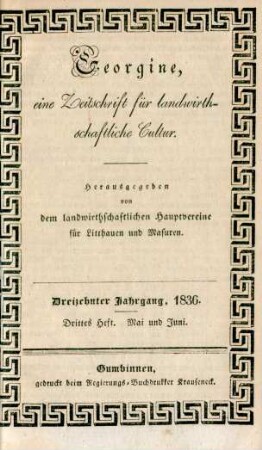 Georgine,
eine Zeitschrift für landwirth-
schaftliche Cultur.
Herausgegeben
von
dem landwirthschaftlichen Hauptvereine
für Litthauen und Masuren.
Dreizehnter Jahrgang, 1836.
Drittes Heft. Mai und Juni.
Gumbinnen,
gedruckt beim Regierungs-Buchdrukker Krauseneck.